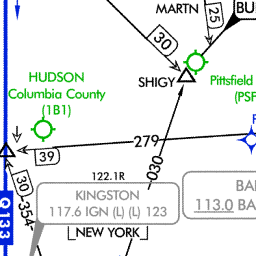 MARTN
25
BU
30
HUDSON
Columbia County
(1B1)
SHIGY
Pittsfield
(PSF
279
39
030
122.1R
30
354
KINGSTON
117.6 IGN (L) (L) 123
NEW YORK
BA
113.0 BA
Q133